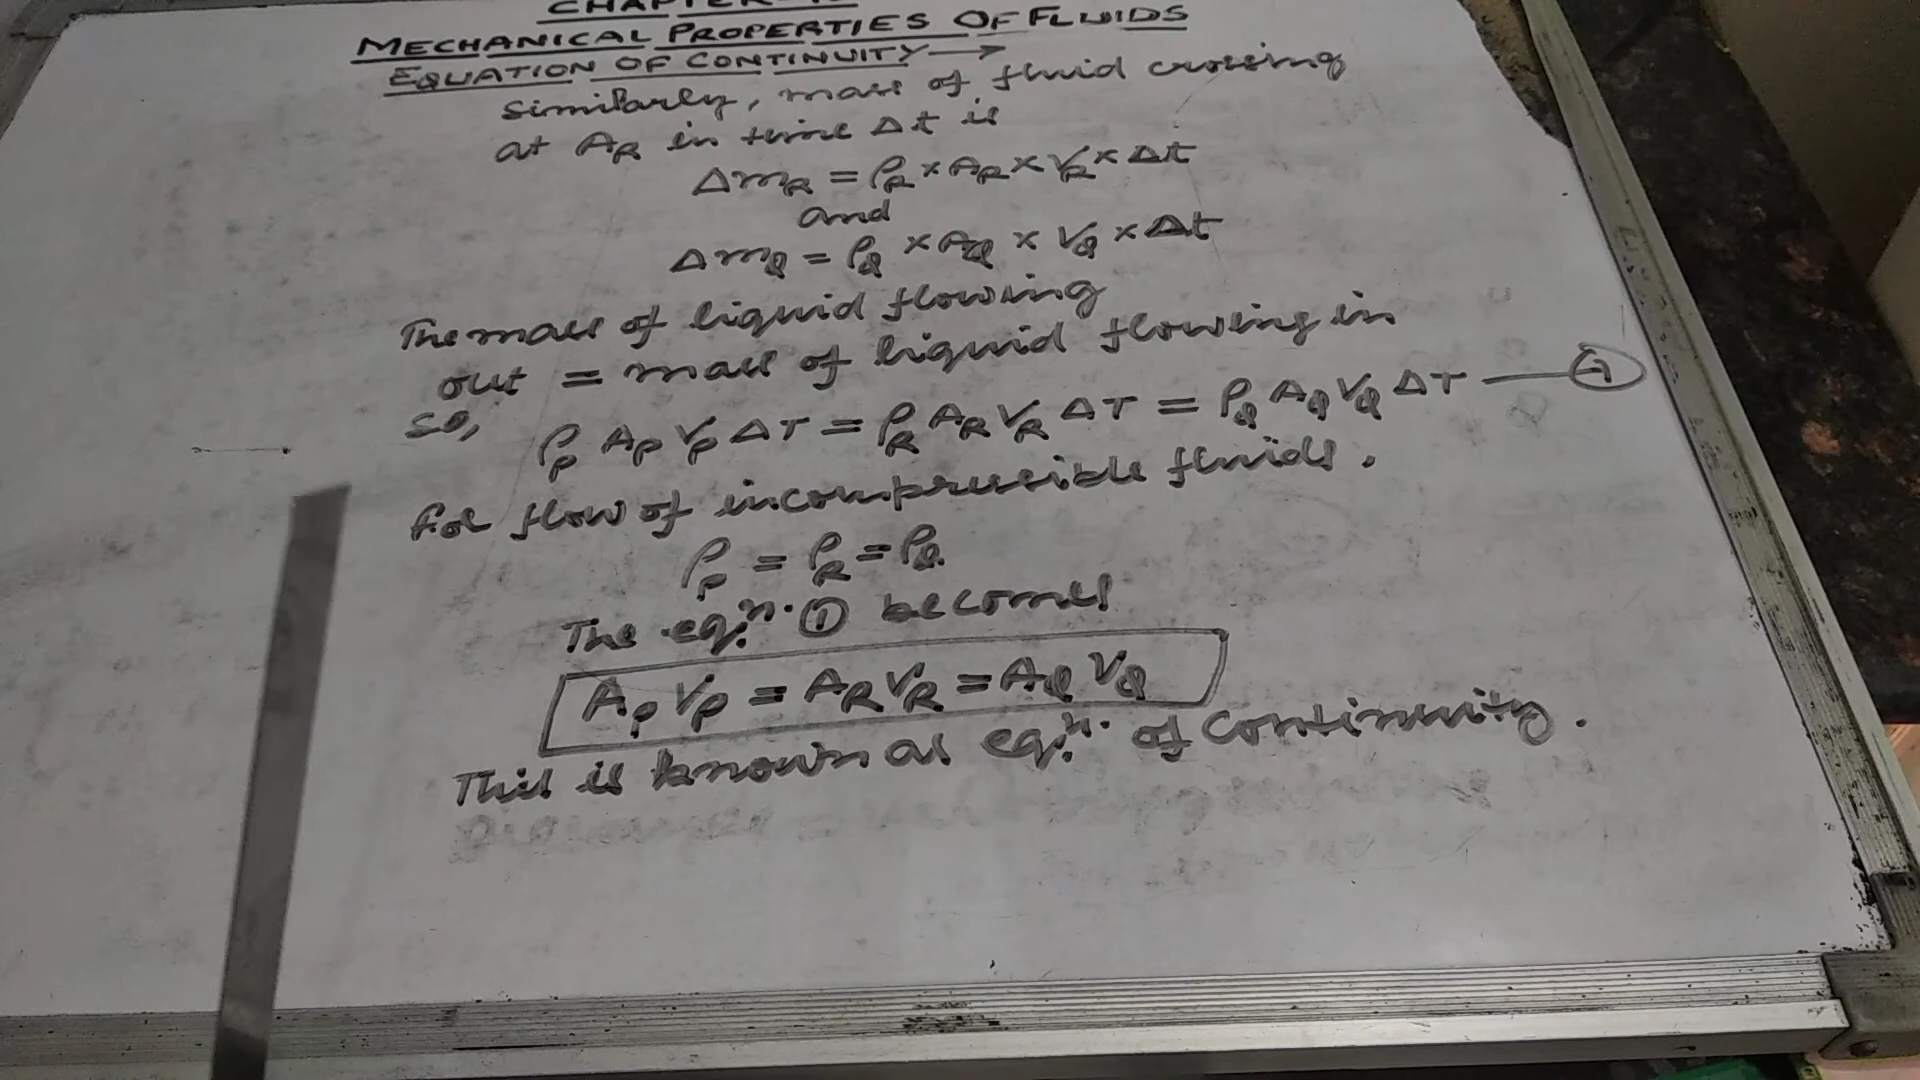 MECHANICAL PROPERTIES OF FLUIDS
EQUATION OF CONTINUITY →
Similarly, mass of fluid crossing
at A_R in time Δt is
Δm_R = ρ_R × A_R × V_R × Δt
and
Δm_Q = ρ_Q × A_Q × V_Q × Δt
The mass of liquid flowing
out = mass of liquid flowing in
so,
ρ_P A_P V_P ΔT = ρ_R A_R V_R ΔT = ρ_Q A_Q V_Q ΔT — ①
For flow of incompressible fluids.
ρ_P = ρ_R = ρ_Q
The eq.ⁿ. ① becomes
A_P V_P = A_R V_R = A_Q V_Q
This is known as eq.ⁿ. of continuity.